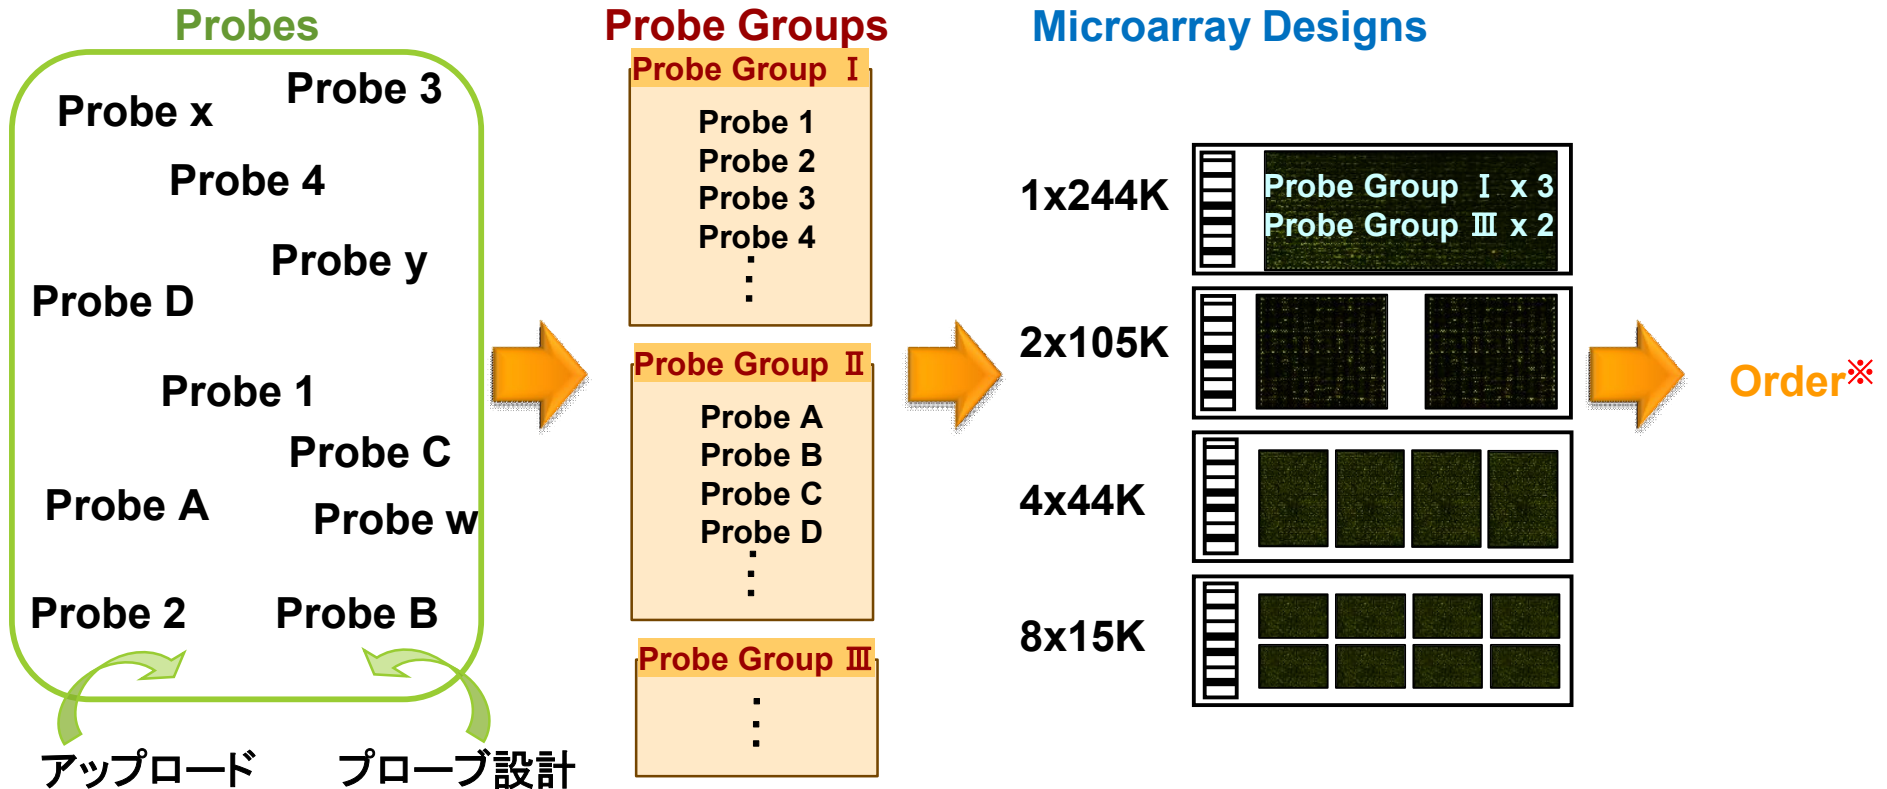 Probes
Probe x
Probe 3
Probe 4
Probe y
Probe D
Probe 1
Probe C
Probe A
Probe w
Probe 2
Probe B
アップロード
プローブ設計
Probe Groups
Probe Group Ⅰ
Probe 1
Probe 2
Probe 3
Probe 4
⋮
Probe Group Ⅱ
Probe A
Probe B
Probe C
Probe D
⋮
Probe Group Ⅲ
⋮
Microarray Designs
1x244K
Probe Group Ⅰ x 3
Probe Group Ⅲ x 2
2x105K
4x44K
8x15K
Order※